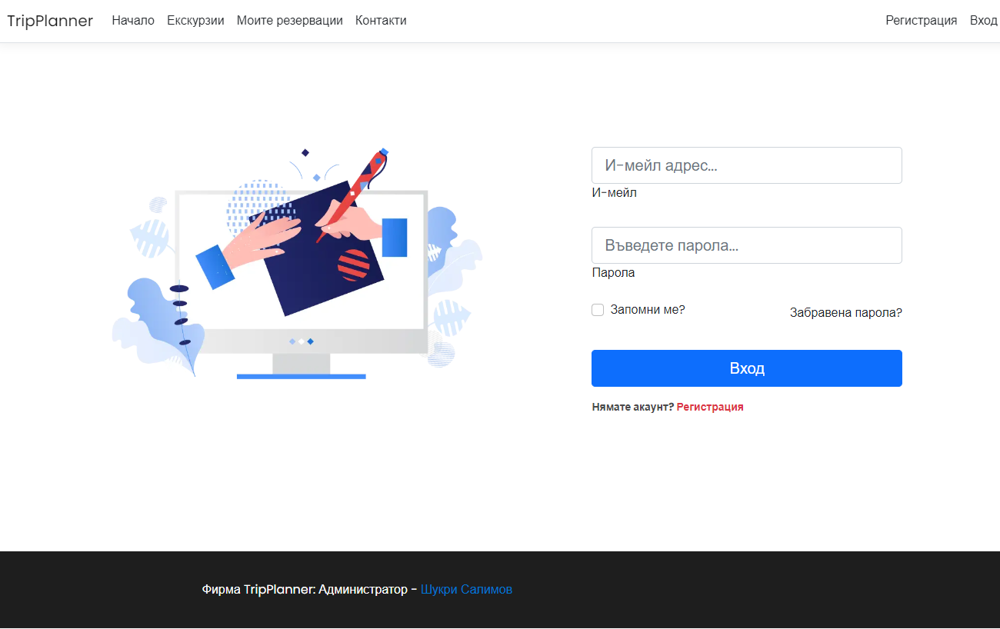 TripPlanner Начало Екскурзии Моите резервации Контакти Регистрация Вход
И-мейл адрес...
И-мейл
Въведете парола...
Парола
Запомни ме? Забравена парола?
Вход
Нямате акаунт? Регистрация
Фирма TripPlanner: Администратор - Шукри Салимов